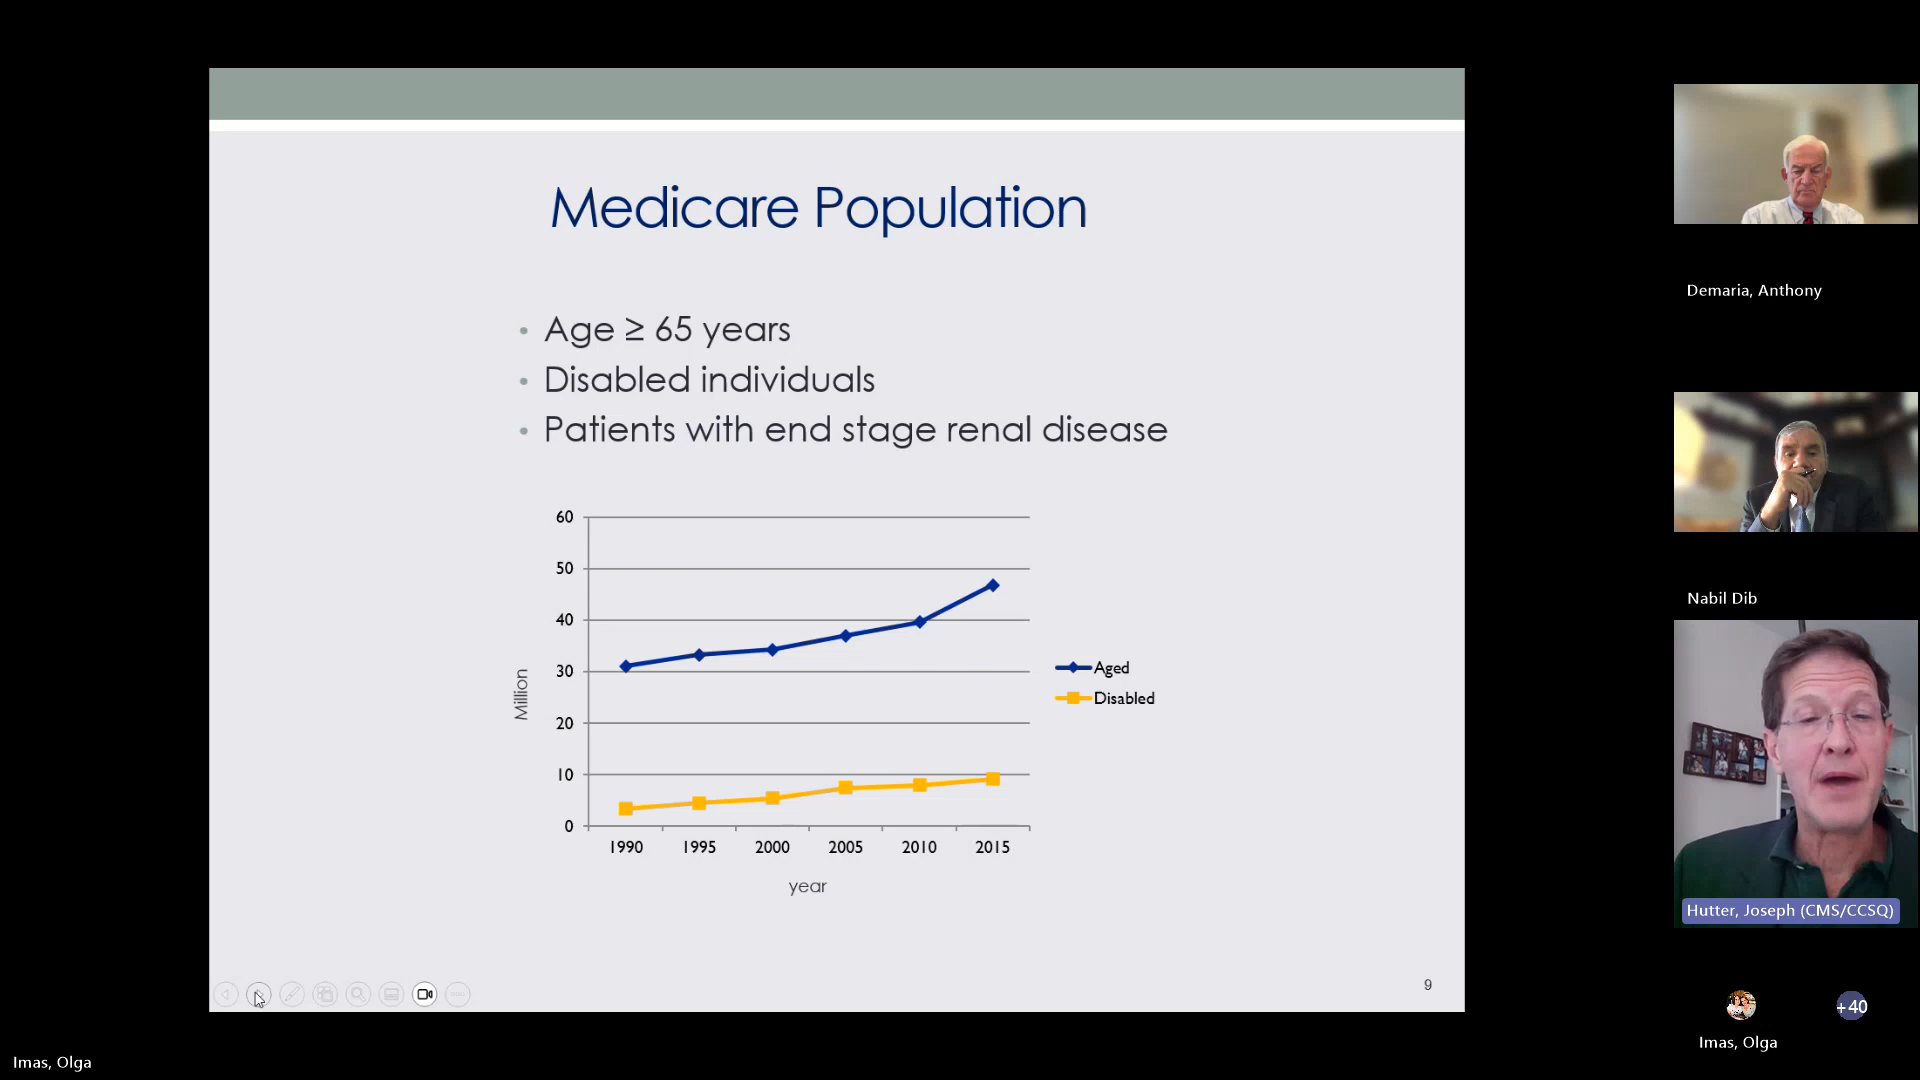 Medicare Population
• Age ≥ 65 years
• Disabled individuals
• Patients with end stage renal disease
60
50
40
30
20
10
0
Million
1990 1995 2000 2005 2010 2015
year
Aged
Disabled
9
Demaria, Anthony
Nabil Dib
Hutter, Joseph (CMS/CCSQ)
+40
Imas, Olga
Imas, Olga